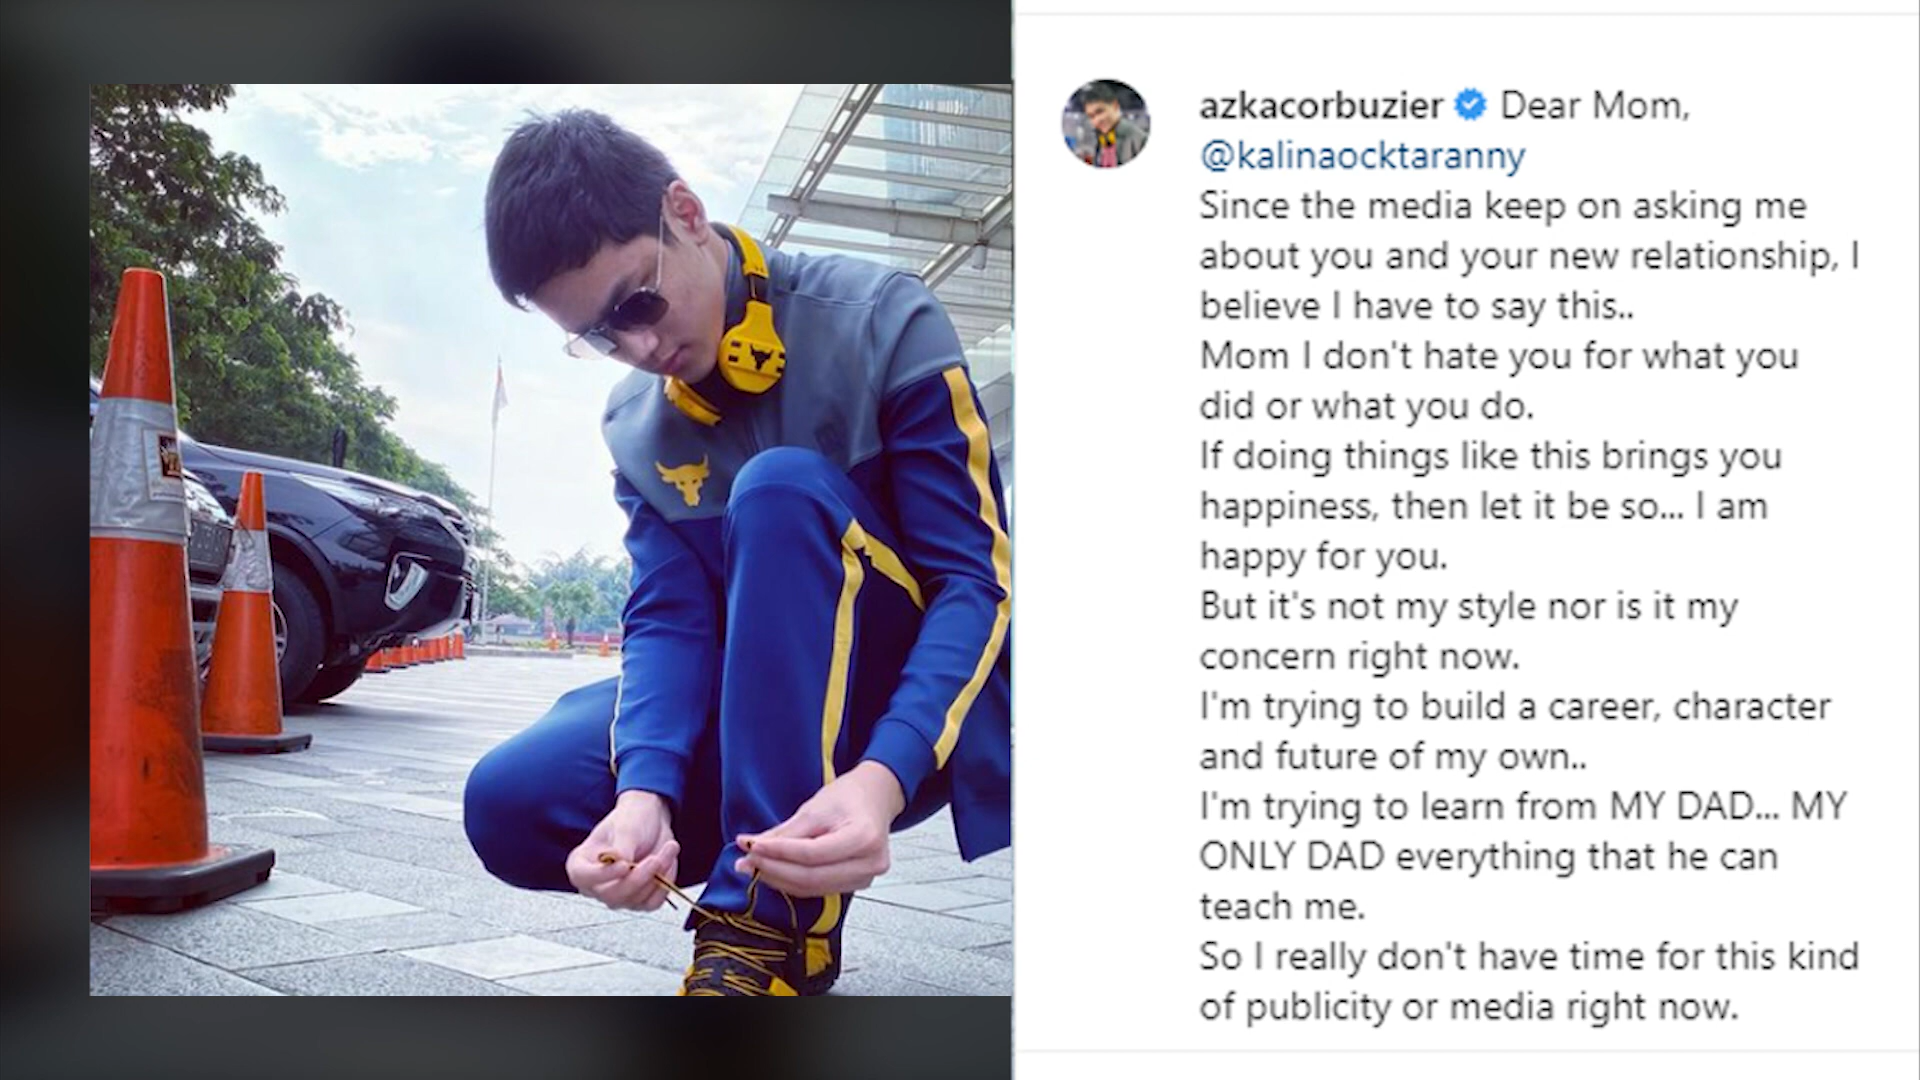 azkacorbuzier Dear Mom,
@kalinaocktaranny
Since the media keep on asking me
about you and your new relationship, I
believe I have to say this..
Mom I don't hate you for what you
did or what you do.
If doing things like this brings you
happiness, then let it be so... I am
happy for you.
But it's not my style nor is it my
concern right now.
I'm trying to build a career, character
and future of my own..
I'm trying to learn from MY DAD... MY
ONLY DAD everything that he can
teach me.
So I really don't have time for this kind
of publicity or media right now.